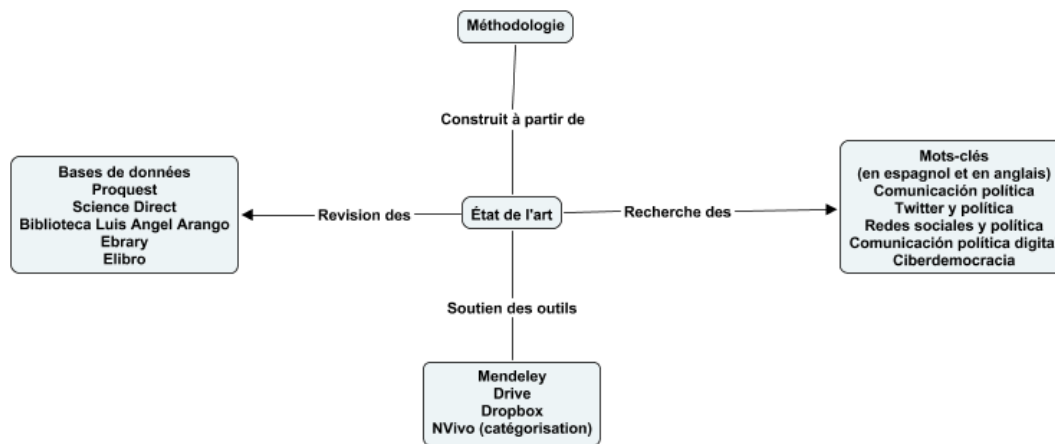 Méthodologie
Construit à partir de
Bases de données
Proquest
Science Direct
Biblioteca Luis Angel Arango
Ebrary
Elibro
Revision des
État de l'art
Recherche des
Mots-clés
(en espagnol et en anglais)
Comunicación política
Twitter y política
Redes sociales y política
Comunicación política digita
Ciberdemocracia
Soutien des outils
Mendeley
Drive
Dropbox
NVivo (catégorisation)